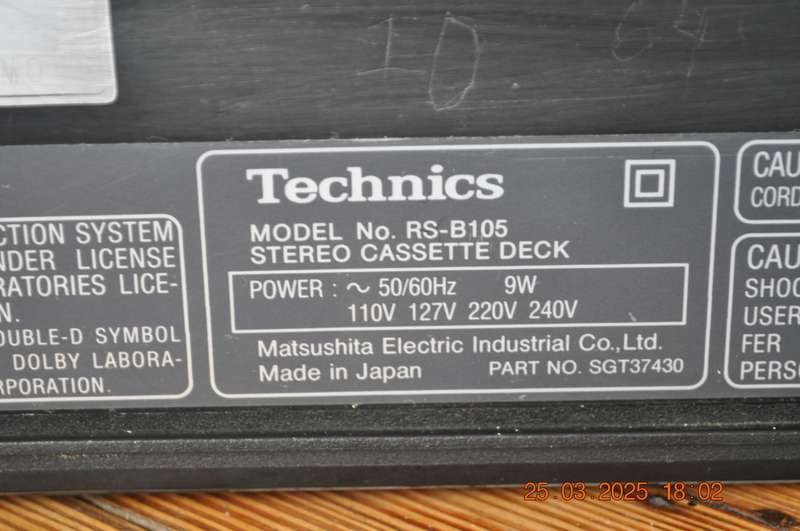 10
Technics
MODEL No. RS-B105
STEREO CASSETTE DECK
POWER : ~ 50/60Hz 9W
110V 127V 220V 240V
Matsushita Electric Industrial Co.,Ltd.
Made in Japan PART NO. SGT37430
CTION SYSTEM
NDER LICENSE
RATORIES LICE-
N.
OUBLE-D SYMBOL
DOLBY LABORA-
RPORATION.
CAU
CORD
CAU
SHOC
USER
FER
PERSO
25.03.2025 18:02